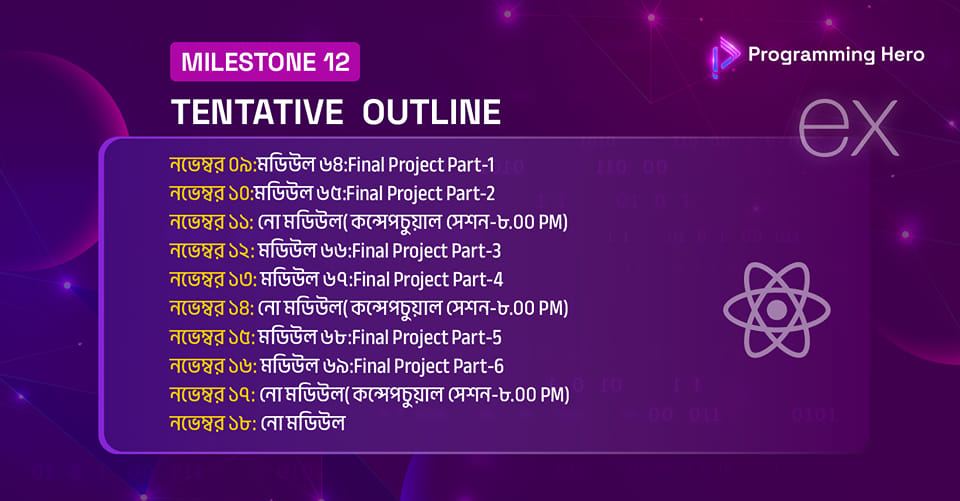 Programming Hero
MILESTONE 12
TENTATIVE OUTLINE
ex
নভেম্বর ০৯:মডিউল ৬৪:Final Project Part-1
নভেম্বর ১০:মডিউল ৬৫:Final Project Part-2
নভেম্বর ১১: নো মডিউল( কন্সেপচুয়াল সেশন-৮.00 PM)
নভেম্বর ১২: মডিউল ৬৬:Final Project Part-3
নভেম্বর ১৩: মডিউল ৬৭:Final Project Part-4
নভেম্বর ১৪: নো মডিউল( কন্সেপচুয়াল সেশন-৮.00 PM)
নভেম্বর ১৫: মডিউল ৬৮:Final Project Part-5
নভেম্বর ১৬: মডিউল ৬৯:Final Project Part-6
নভেম্বর ১৭: নো মডিউল( কন্সেপচুয়াল সেশন-৮.00 PM)
নভেম্বর ১৮: নো মডিউল